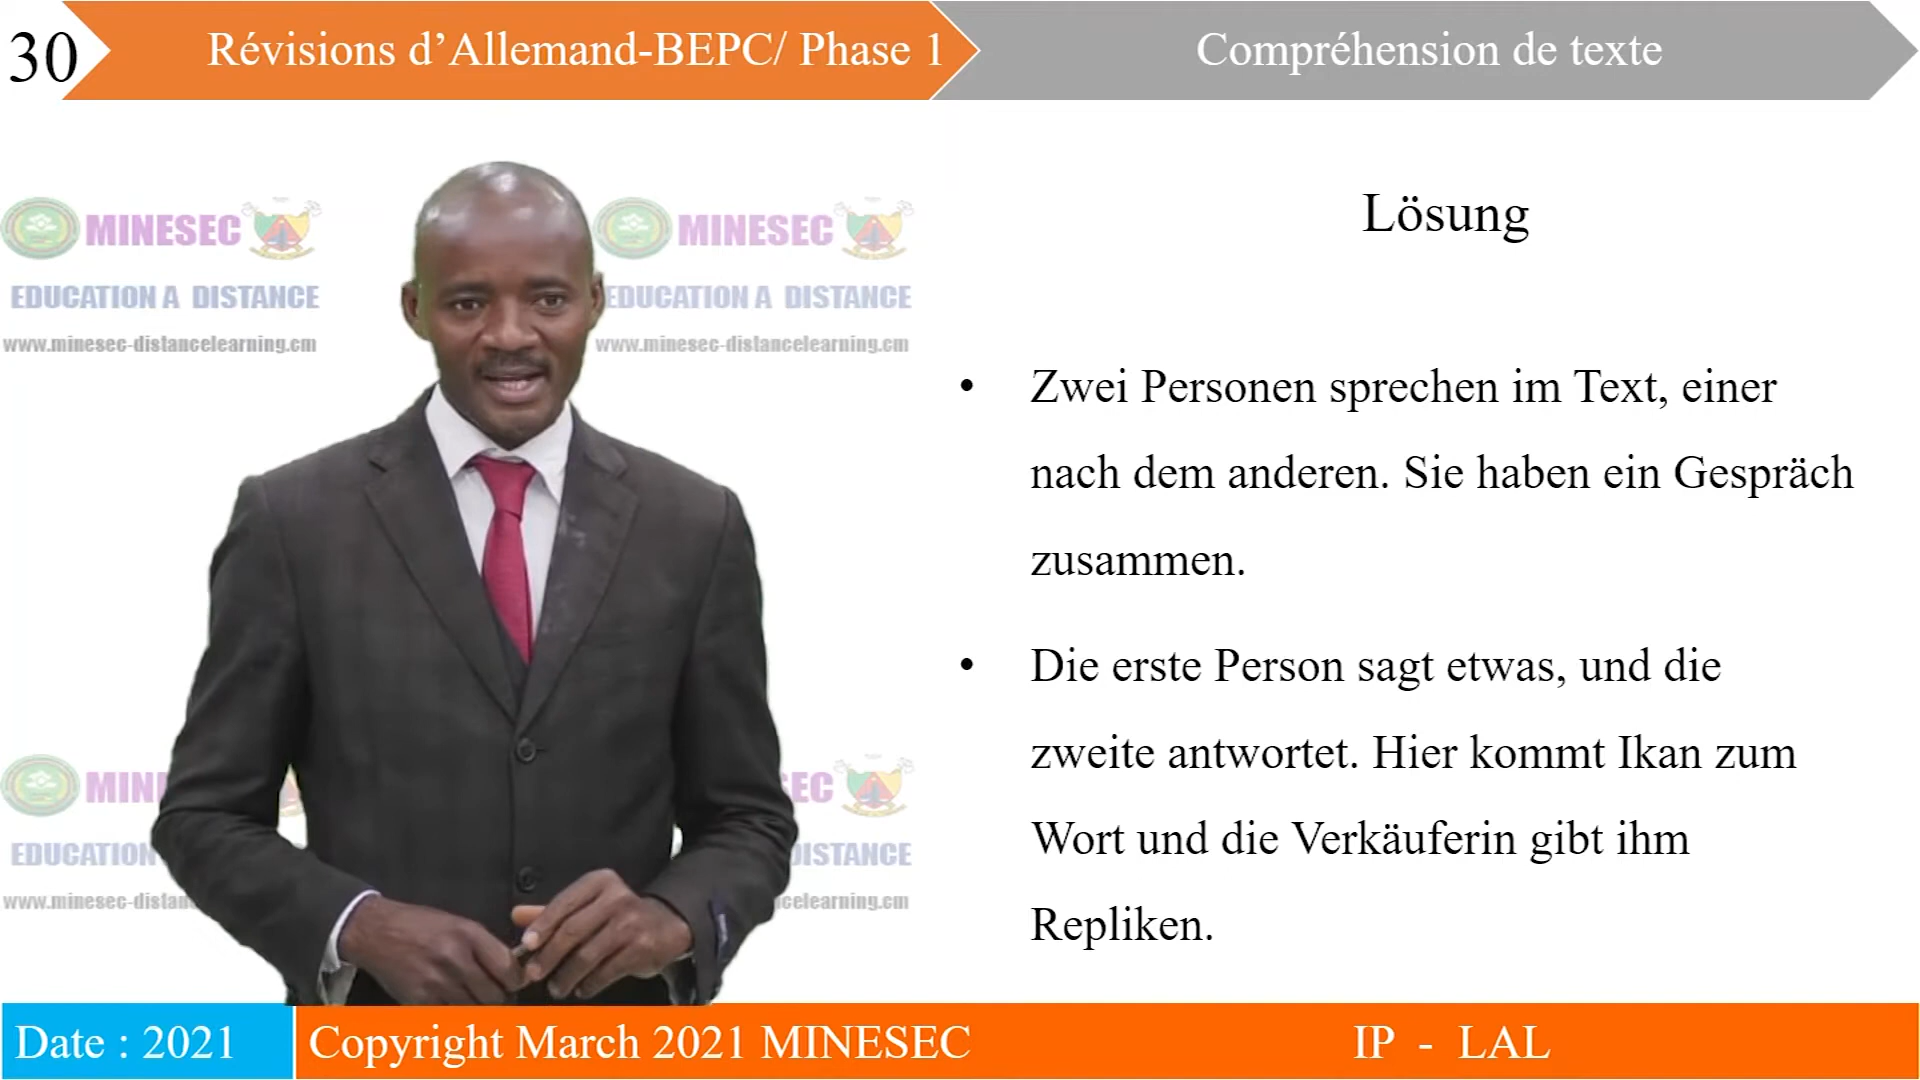 30
Révisions d’Allemand-BEPC/ Phase 1
Compréhension de texte
MINESEC
EDUCATION A DISTANCE
www.minesec-distancelearning.cm
MINESEC
EDUCATION A DISTANCE
www.minesec-distancelearning.cm
Lösung
• Zwei Personen sprechen im Text, einer
nach dem anderen. Sie haben ein Gespräch
zusammen.
• Die erste Person sagt etwas, und die
zweite antwortet. Hier kommt Ikan zum
Wort und die Verkäuferin gibt ihm
Repliken.
EDUCATION
DISTANCE
Date : 2021
Copyright March 2021 MINESEC
IP - LAL